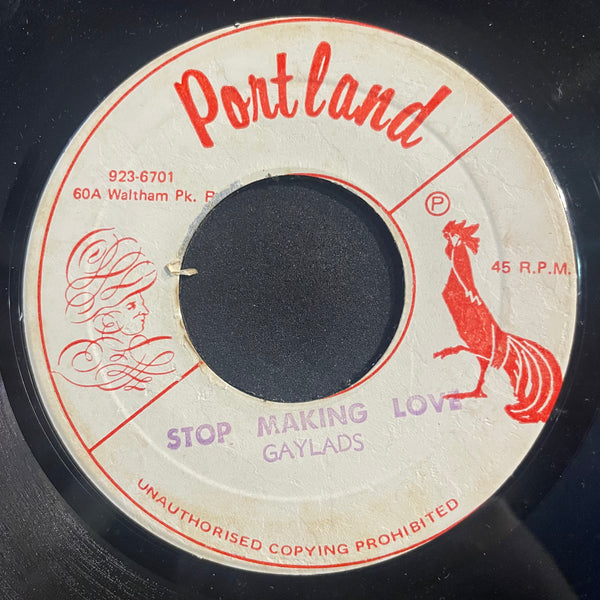 Portland
923-6701
60A Waltham Pk. R
℗
45 R.P.M.
STOP MAKING LOVE
GAYLADS
UNAUTHORISED COPYING PROHIBITED